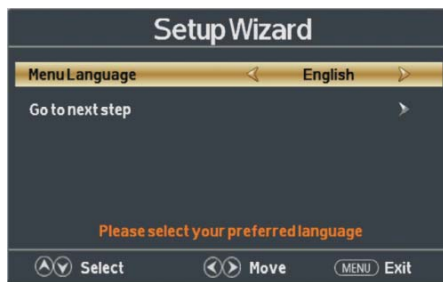 Setup Wizard
Menu Language English
Go to next step
Please select your preferred language
Select Move MENU Exit